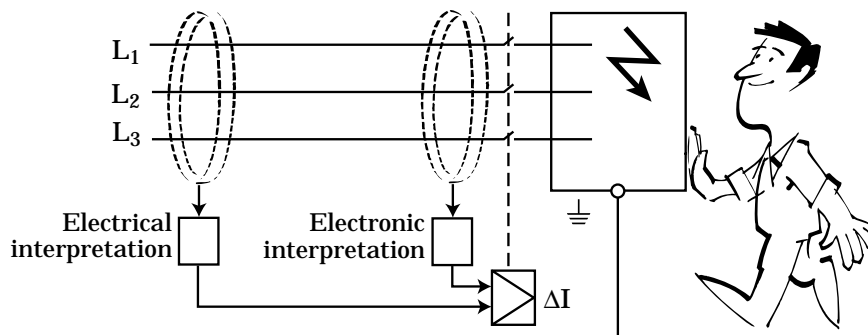 L₁
L₂
L₃
Electrical
interpretation
Electronic
interpretation
ΔI